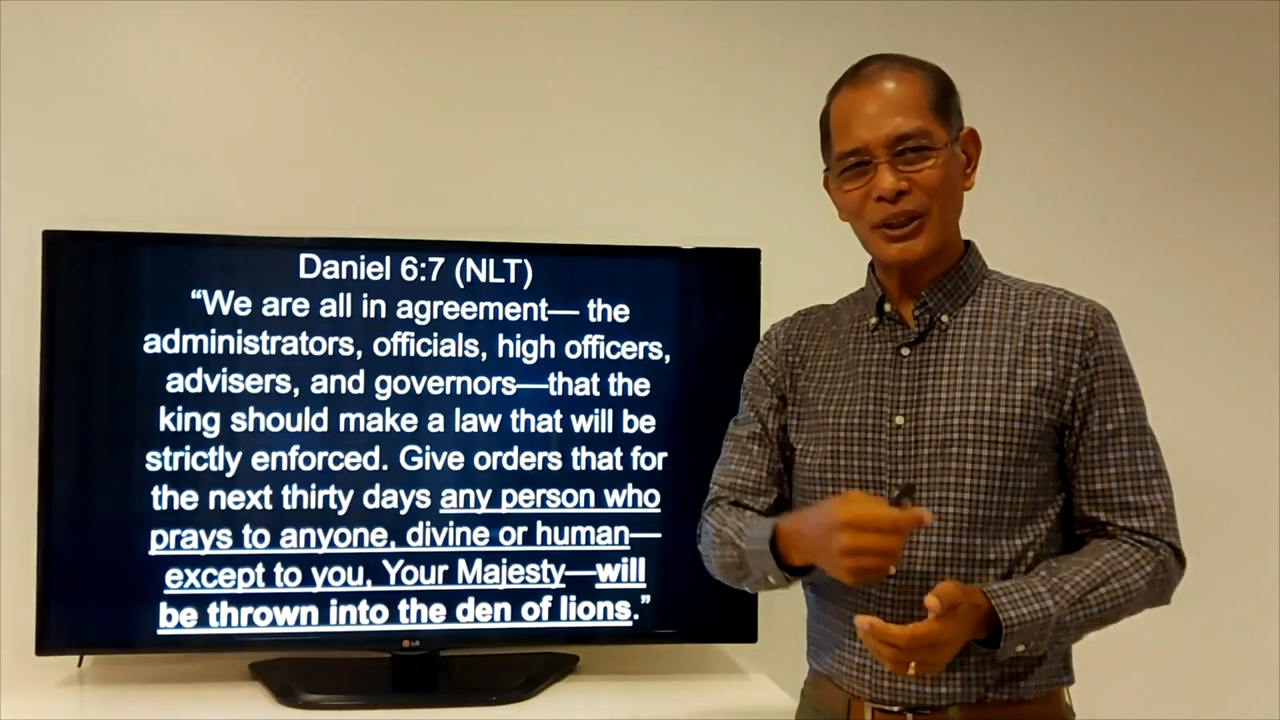 Daniel 6:7 (NLT)
“We are all in agreement— the
administrators, officials, high officers,
advisers, and governors—that the
king should make a law that will be
strictly enforced. Give orders that for
the next thirty days any person who
prays to anyone, divine or human—
except to you, Your Majesty—will
be thrown into the den of lions.”
LG